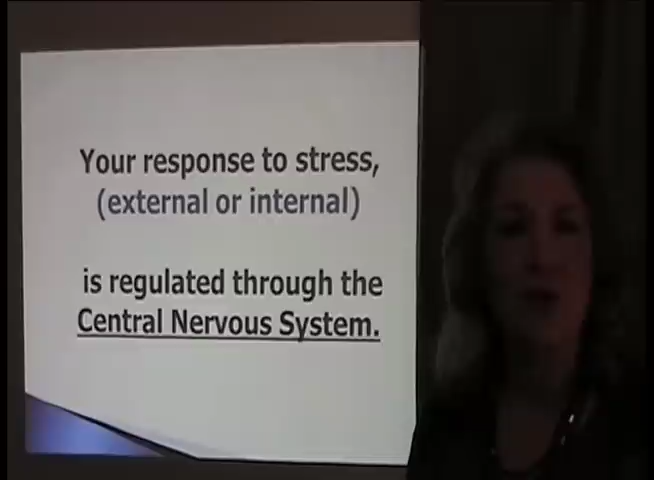 Your response to stress,
(external or internal)
is regulated through the
Central Nervous System.